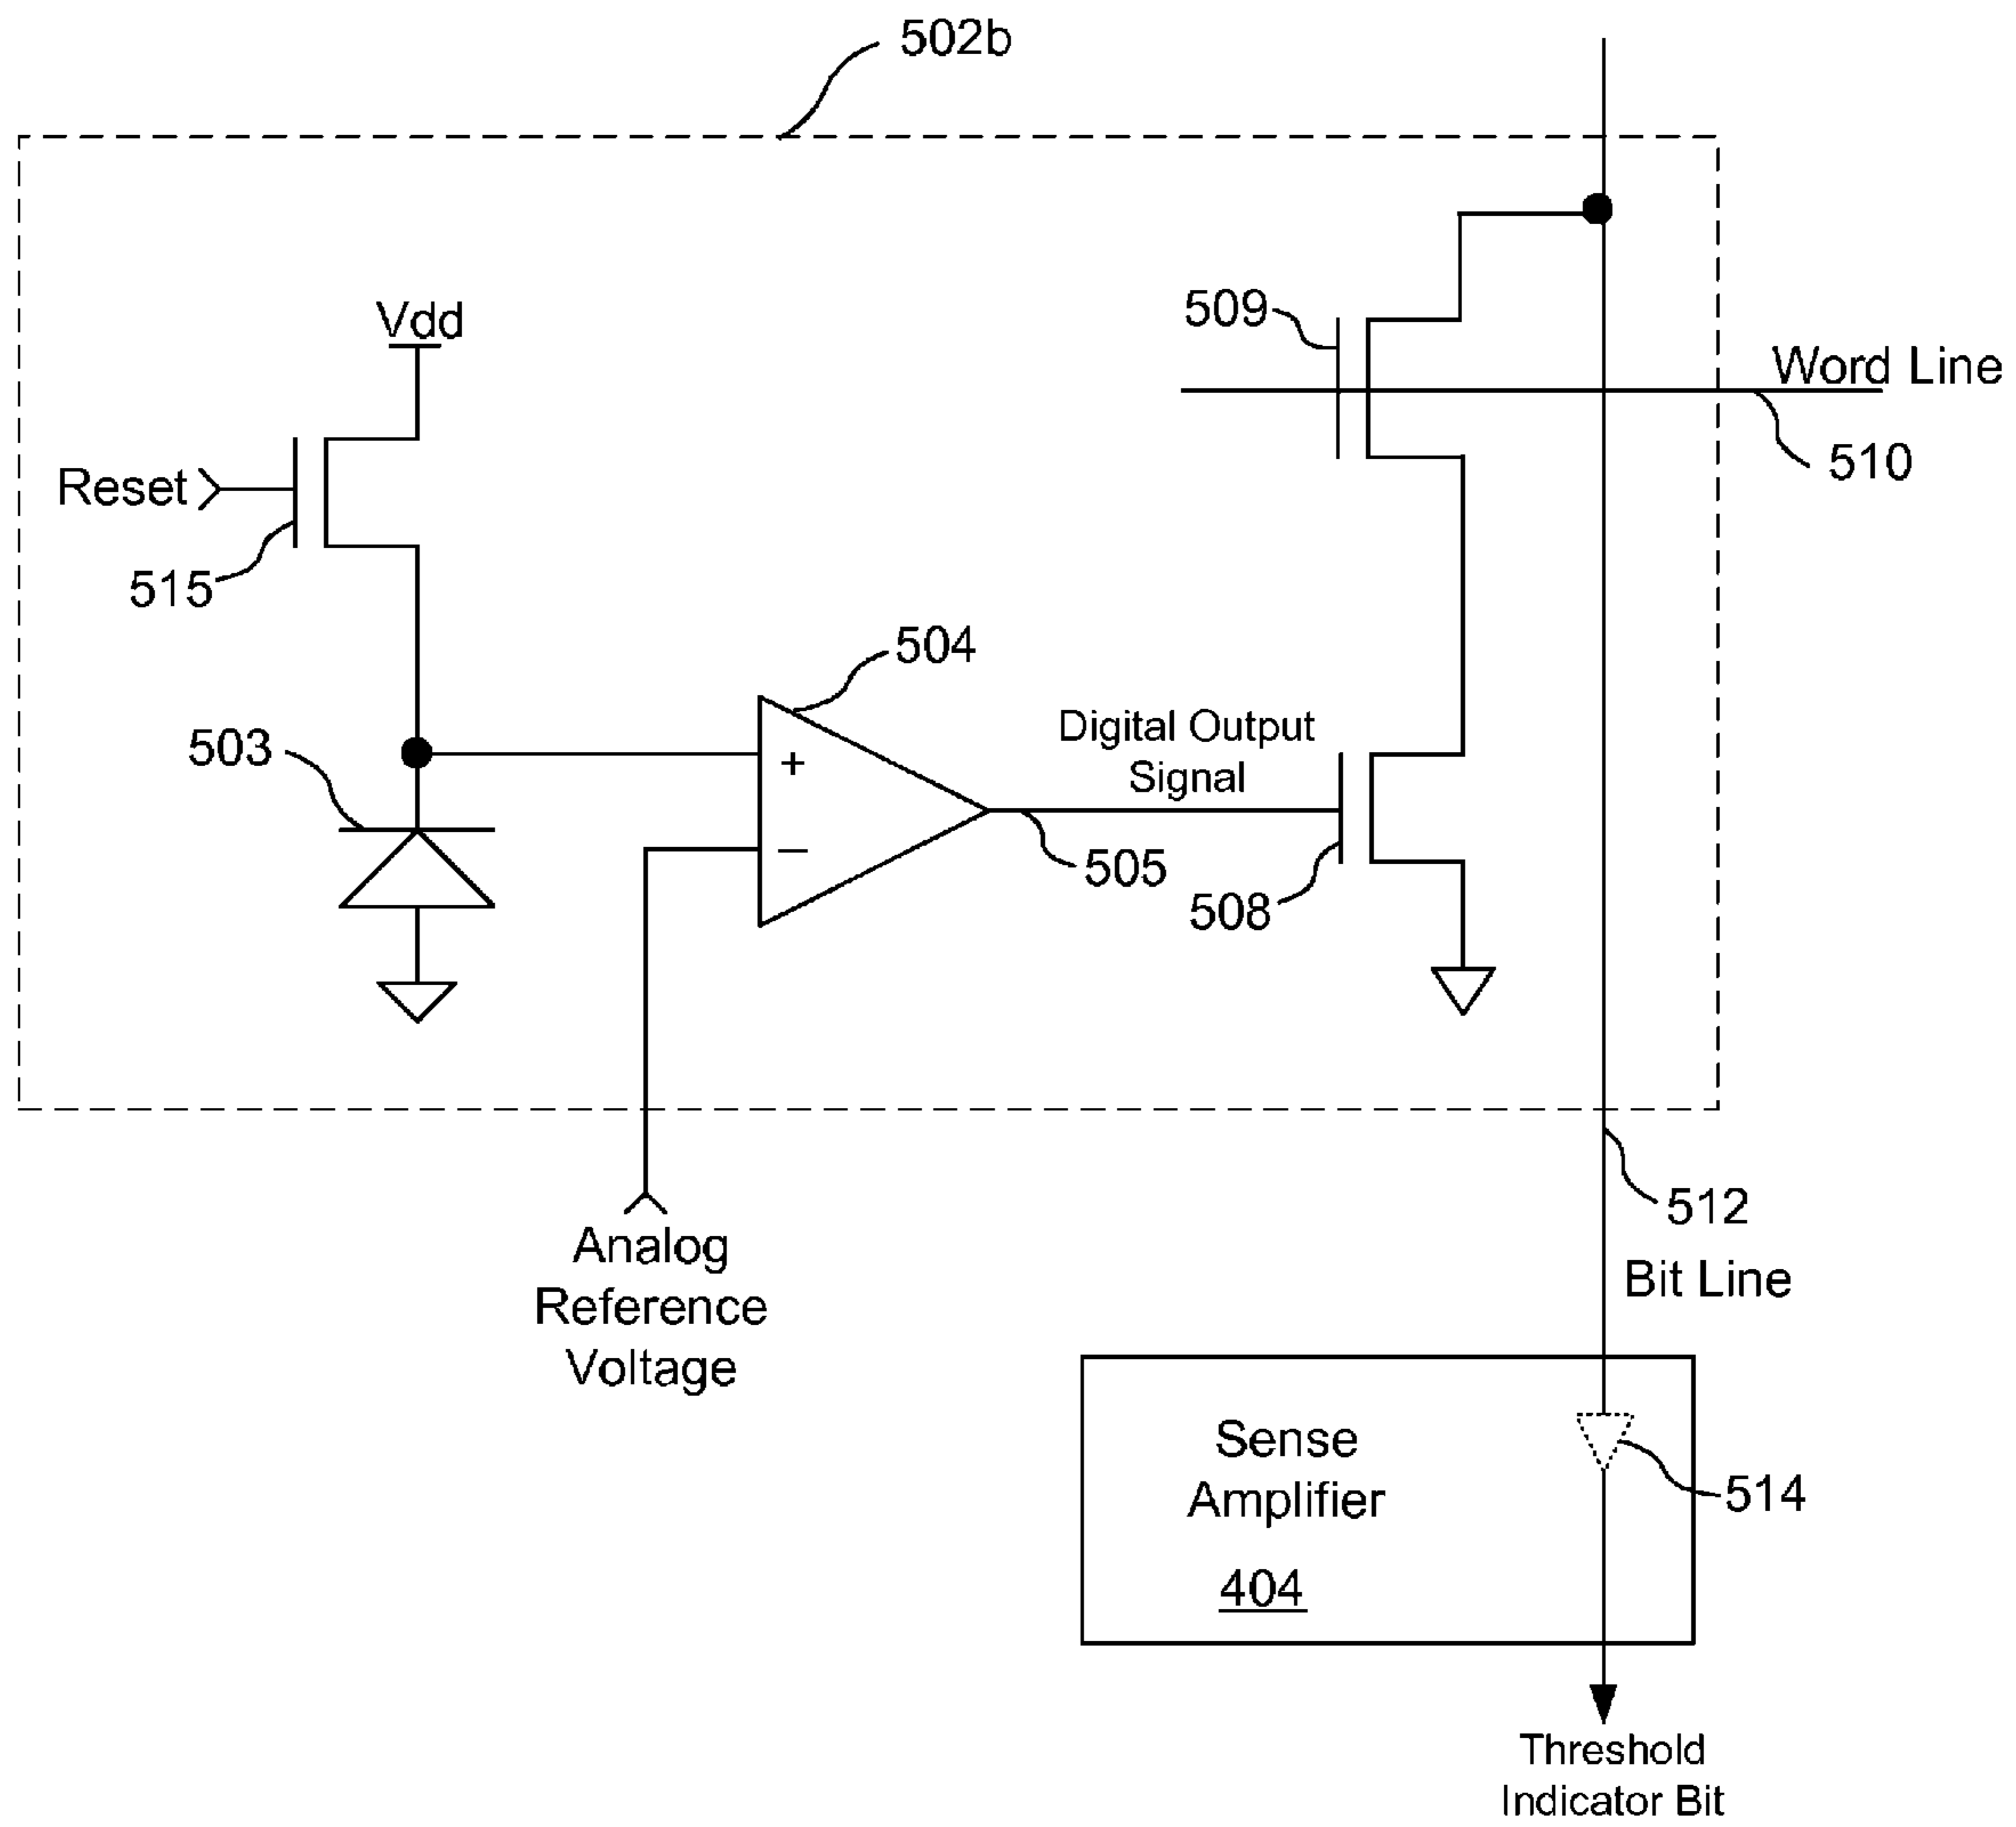 502b
Vdd
509
Word Line
Reset
510
515
504
503
Digital Output
Signal
+
−
505
508
512
Analog
Reference
Voltage
Bit Line
Sense
Amplifier
514
404
Threshold
Indicator Bit